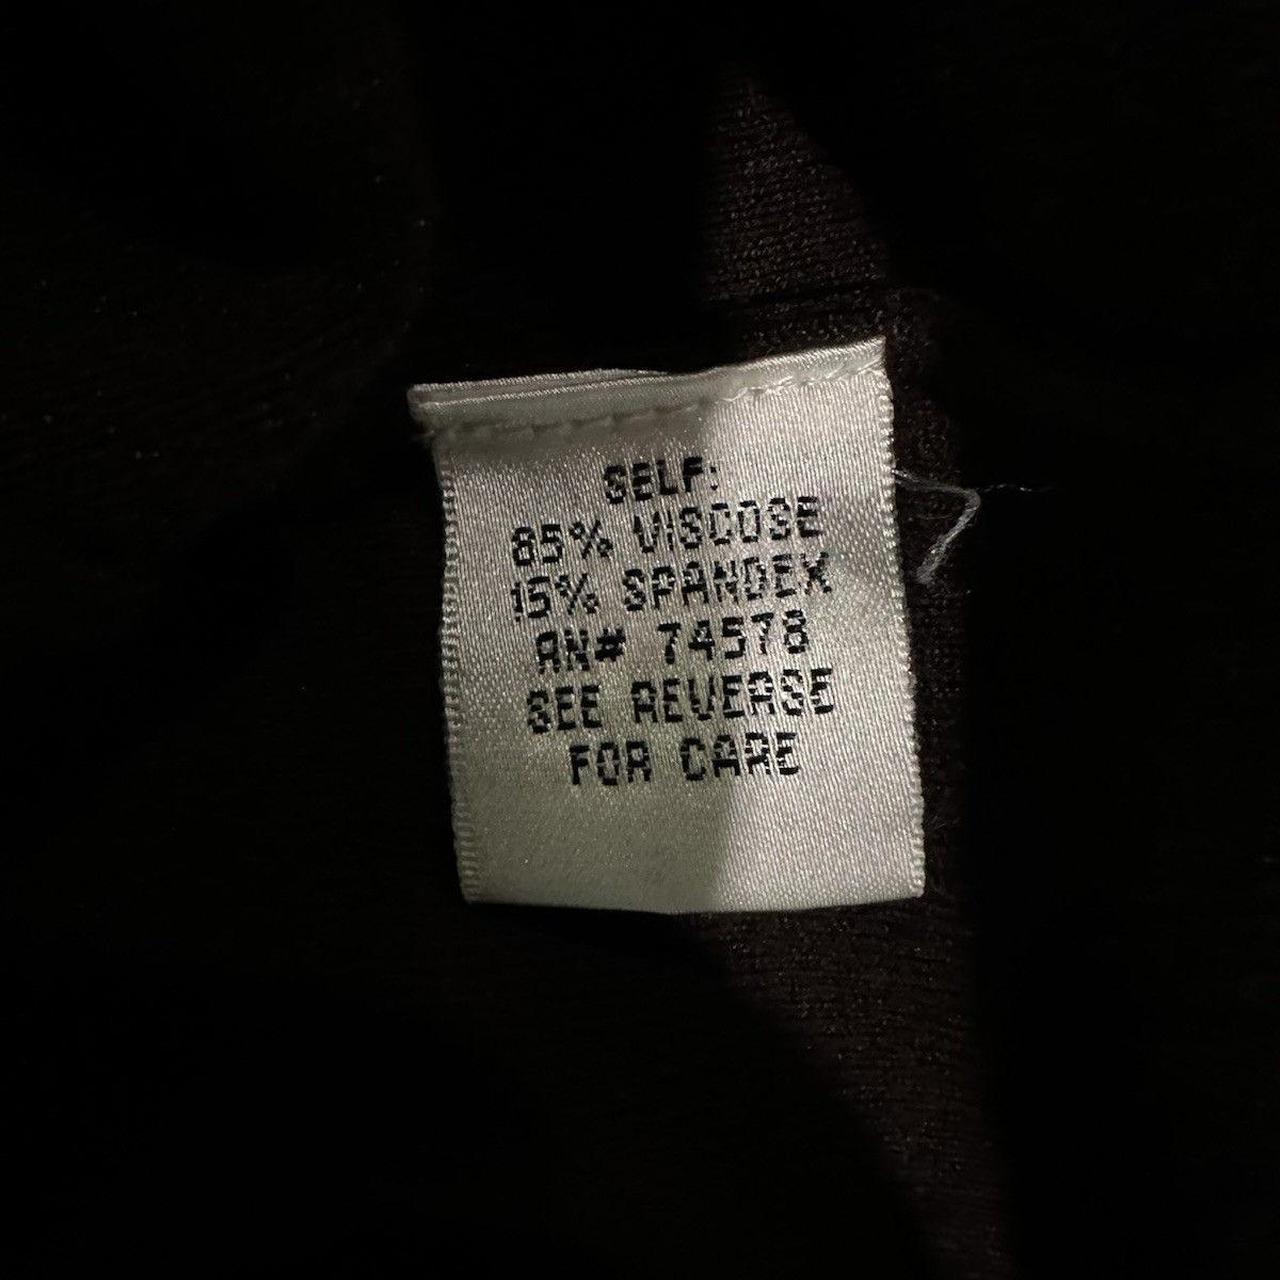 SELF:
85% VISCOSE
15% SPANDEX
RN# 74578
SEE REVERSE
FOR CARE